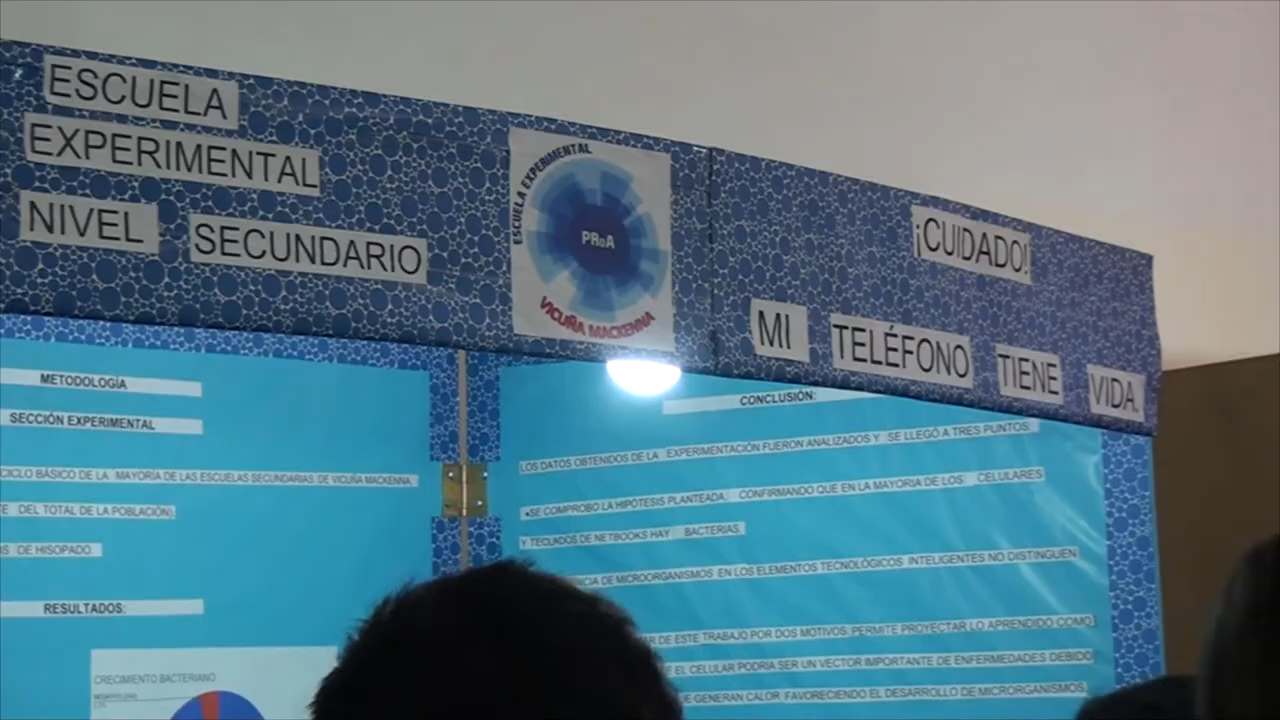 ESCUELA
EXPERIMENTAL
NIVEL SECUNDARIO
ESCUELA EXPERIMENTAL
PRoA
VICUÑA MACKENNA
¡CUIDADO!
MI TELÉFONO TIENE VIDA.
METODOLOGÍA
SECCIÓN EXPERIMENTAL
CICLO BÁSICO DE LA MAYORÍA DE LAS ESCUELAS SECUNDARIAS DE VICUÑA MACKENNA.
DEL TOTAL DE LA POBLACIÓN.
DE HISOPADO.
RESULTADOS:
CRECIMIENTO BACTERIANO
CONCLUSIÓN:
LOS DATOS OBTENIDOS DE LA EXPERIMENTACIÓN FUERON ANALIZADOS Y SE LLEGÓ A TRES PUNTOS:
•SE COMPROBO LA HIPÓTESIS PLANTEADA: CONFIRMANDO QUE EN LA MAYORIA DE LOS CELULARES
Y TECLADOS DE NETBOOKS HAY BACTERIAS.
DE MICROORGANISMOS EN LOS ELEMENTOS TECNOLÓGICOS INTELIGENTES NO DISTINGUEN
DE ESTE TRABAJO POR DOS MOTIVOS: PERMITE PROYECTAR LO APRENDIDO COMO
EL CELULAR PODRIA SER UN VECTOR IMPORTANTE DE ENFERMEDADES DEBIDO
GENERAN CALOR FAVORECIENDO EL DESARROLLO DE MICROORGANISMOS.